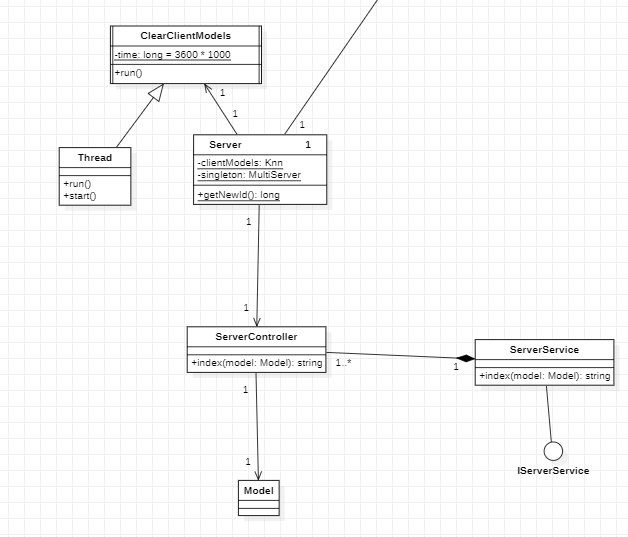 ClearClientModels
-time: long = 3600 * 1000
+run()
1
1
1
Thread
+run()
+start()
Server 1
-clientModels: Knn
-singleton: MultiServer
+getNewId(): long
1
1
ServerController
+index(model: Model): string
1..*
1
ServerService
+index(model: Model): string
1
1
IServerService
Model